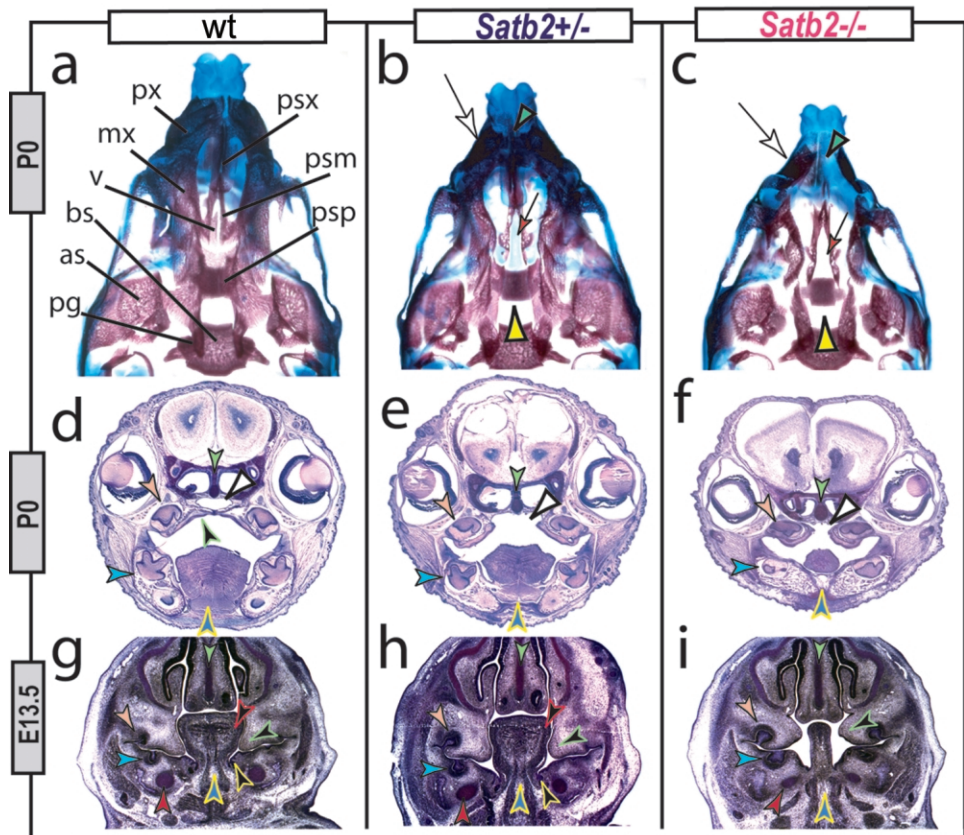 wt
Satb2+/-
Satb2-/-
P0
a
px
mx
v
bs
as
pg
psx
psm
psp
b
c
P0
d
e
f
E13.5
g
h
i